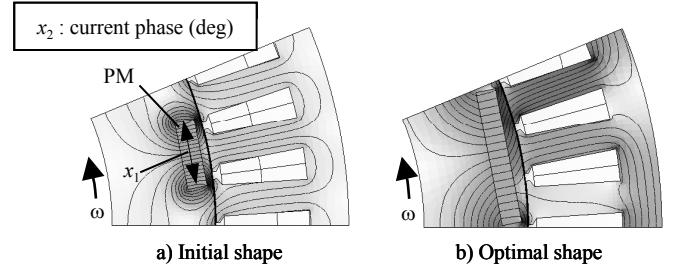 x₂ : current phase (deg)
PM
x₁
ω
ω
a) Initial shape
b) Optimal shape